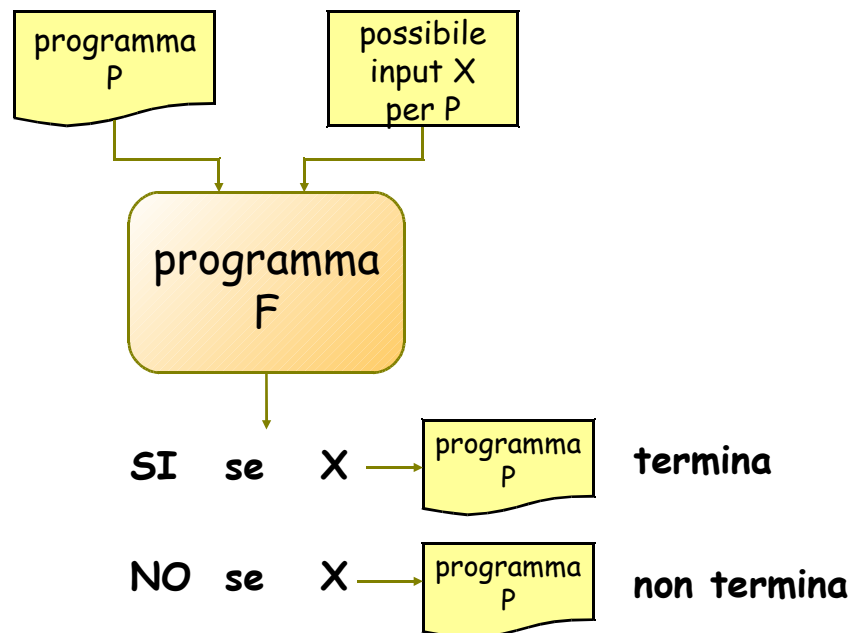 programma
P
possibile
input X
per P
programma
F
SI se X
programma
P
termina
NO se X
programma
P
non termina